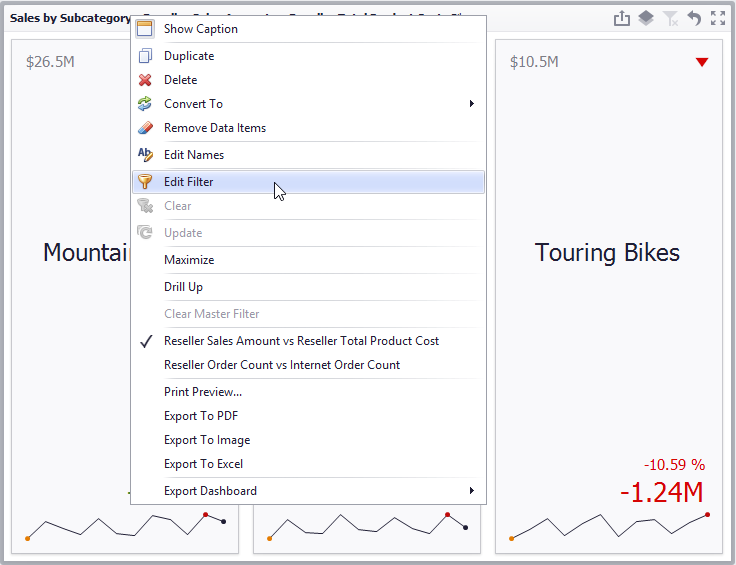 Sales by Subcategory
Show Caption
$26.5M
$10.5M
Duplicate
Delete
Convert To
Remove Data Items
Edit Names
Edit Filter
Clear
Update
Touring Bikes
Maximize
Drill Up
Clear Master Filter
Reseller Sales Amount vs Reseller Total Product Cost
Reseller Order Count vs Internet Order Count
Print Preview...
Export To PDF
Export To Image
Export To Excel
-10.59 %
Export Dashboard
-1.24M